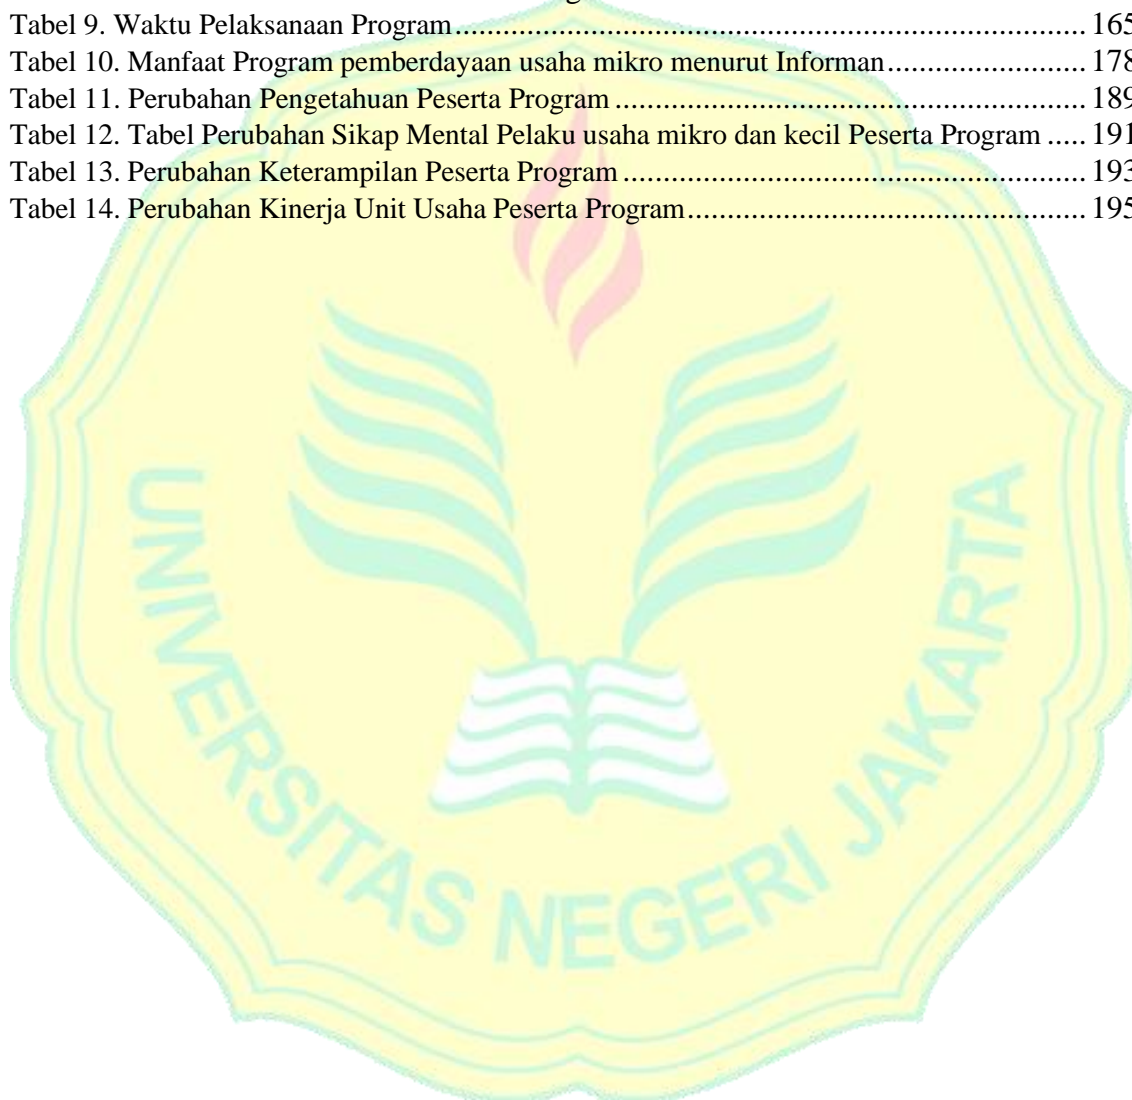 Tabel 9. Waktu Pelaksanaan Program................................................................................ 165
Tabel 10. Manfaat Program pemberdayaan usaha mikro menurut Informan......................... 178
Tabel 11. Perubahan Pengetahuan Peserta Program ............................................................ 189
Tabel 12. Tabel Perubahan Sikap Mental Pelaku usaha mikro dan kecil Peserta Program ..... 191
Tabel 13. Perubahan Keterampilan Peserta Program ........................................................... 193
Tabel 14. Perubahan Kinerja Unit Usaha Peserta Program................................................... 195
UNIVERSITAS NEGERI JAKARTA